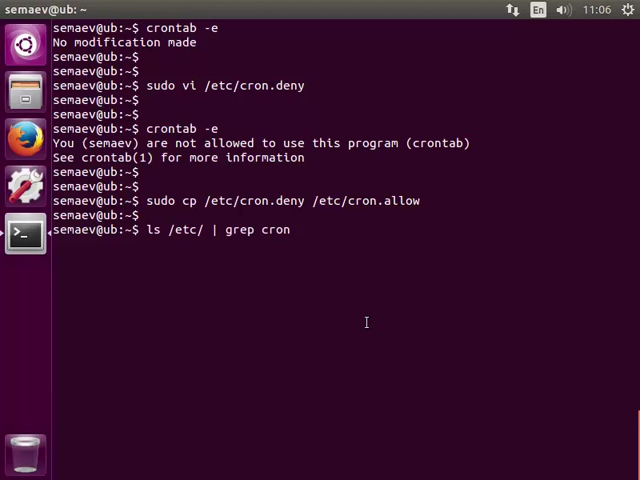 semaev@ub: ~
En
11:06
semaev@ub:~$ crontab -e
No modification made
semaev@ub:~$
semaev@ub:~$
semaev@ub:~$ sudo vi /etc/cron.deny
semaev@ub:~$
semaev@ub:~$
semaev@ub:~$ crontab -e
You (semaev) are not allowed to use this program (crontab)
See crontab(1) for more information
semaev@ub:~$
semaev@ub:~$
semaev@ub:~$ sudo cp /etc/cron.deny /etc/cron.allow
semaev@ub:~$
semaev@ub:~$ ls /etc/ | grep cron